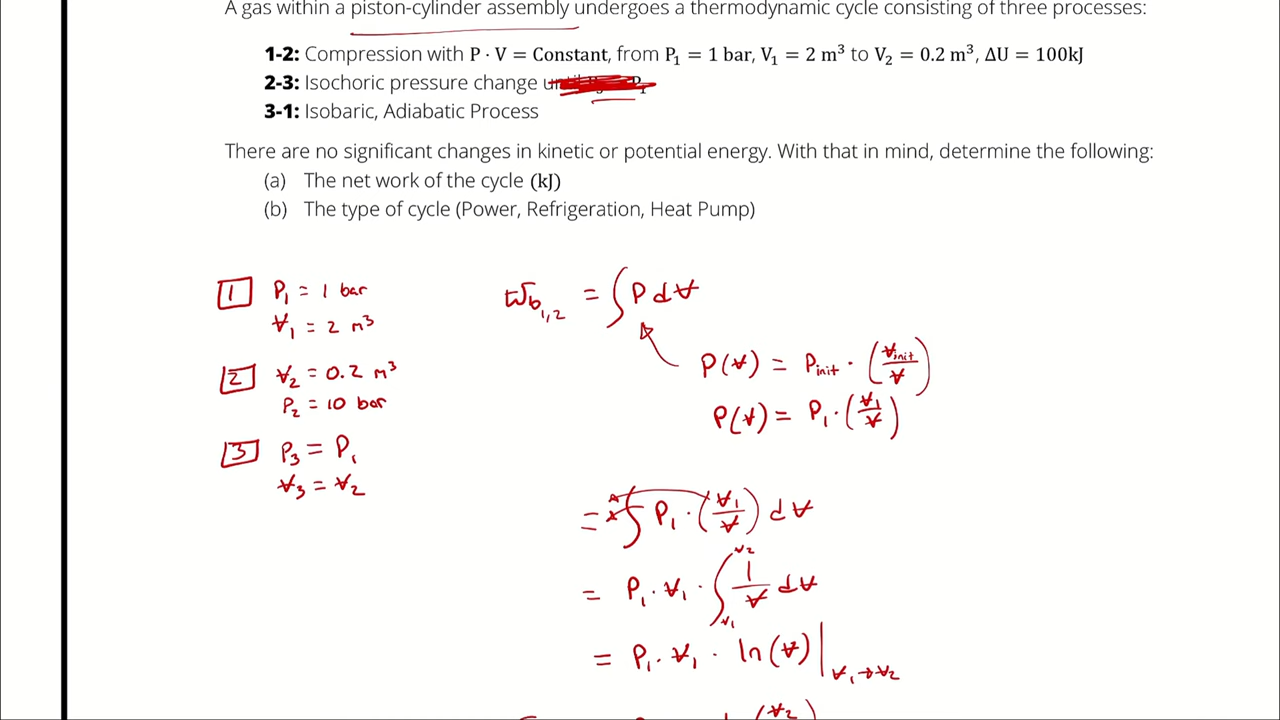 A gas within a piston-cylinder assembly undergoes a thermodynamic cycle consisting of three processes:
1-2: Compression with P · V = Constant, from P₁ = 1 bar, V₁ = 2 m³ to V₂ = 0.2 m³, ΔU = 100kJ
2-3: Isochoric pressure change
3-1: Isobaric, Adiabatic Process
There are no significant changes in kinetic or potential energy. With that in mind, determine the following:
(a) The net work of the cycle (kJ)
(b) The type of cycle (Power, Refrigeration, Heat Pump)
1 P₁ = 1 bar
V₁ = 2 m³
2 V₂ = 0.2 m³
P₂ = 10 bar
3 P₃ = P₁
V₃ = V₂
W_b₁,₂ = ∫ P dV
P(V) = P_init · (V_init/V)
P(V) = P₁ · (V₁/V)
= ∫ P₁ · (V₁/V) dV
= P₁ · V₁ · ∫_V₁^V₂ 1/V dV
= P₁ · V₁ · ln(V) |_V₁→V₂
(V₂